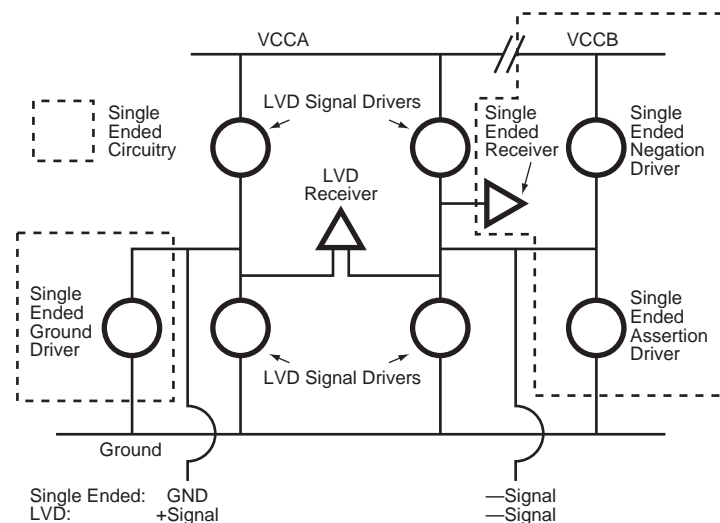 VCCA
VCCB
Single
Ended
Circuitry
LVD Signal Drivers
Single
Ended
Receiver
Single
Ended
Negation
Driver
LVD
Receiver
Single
Ended
Ground
Driver
Single
Ended
Assertion
Driver
LVD Signal Drivers
Ground
Single Ended: GND —Signal
LVD: +Signal —Signal